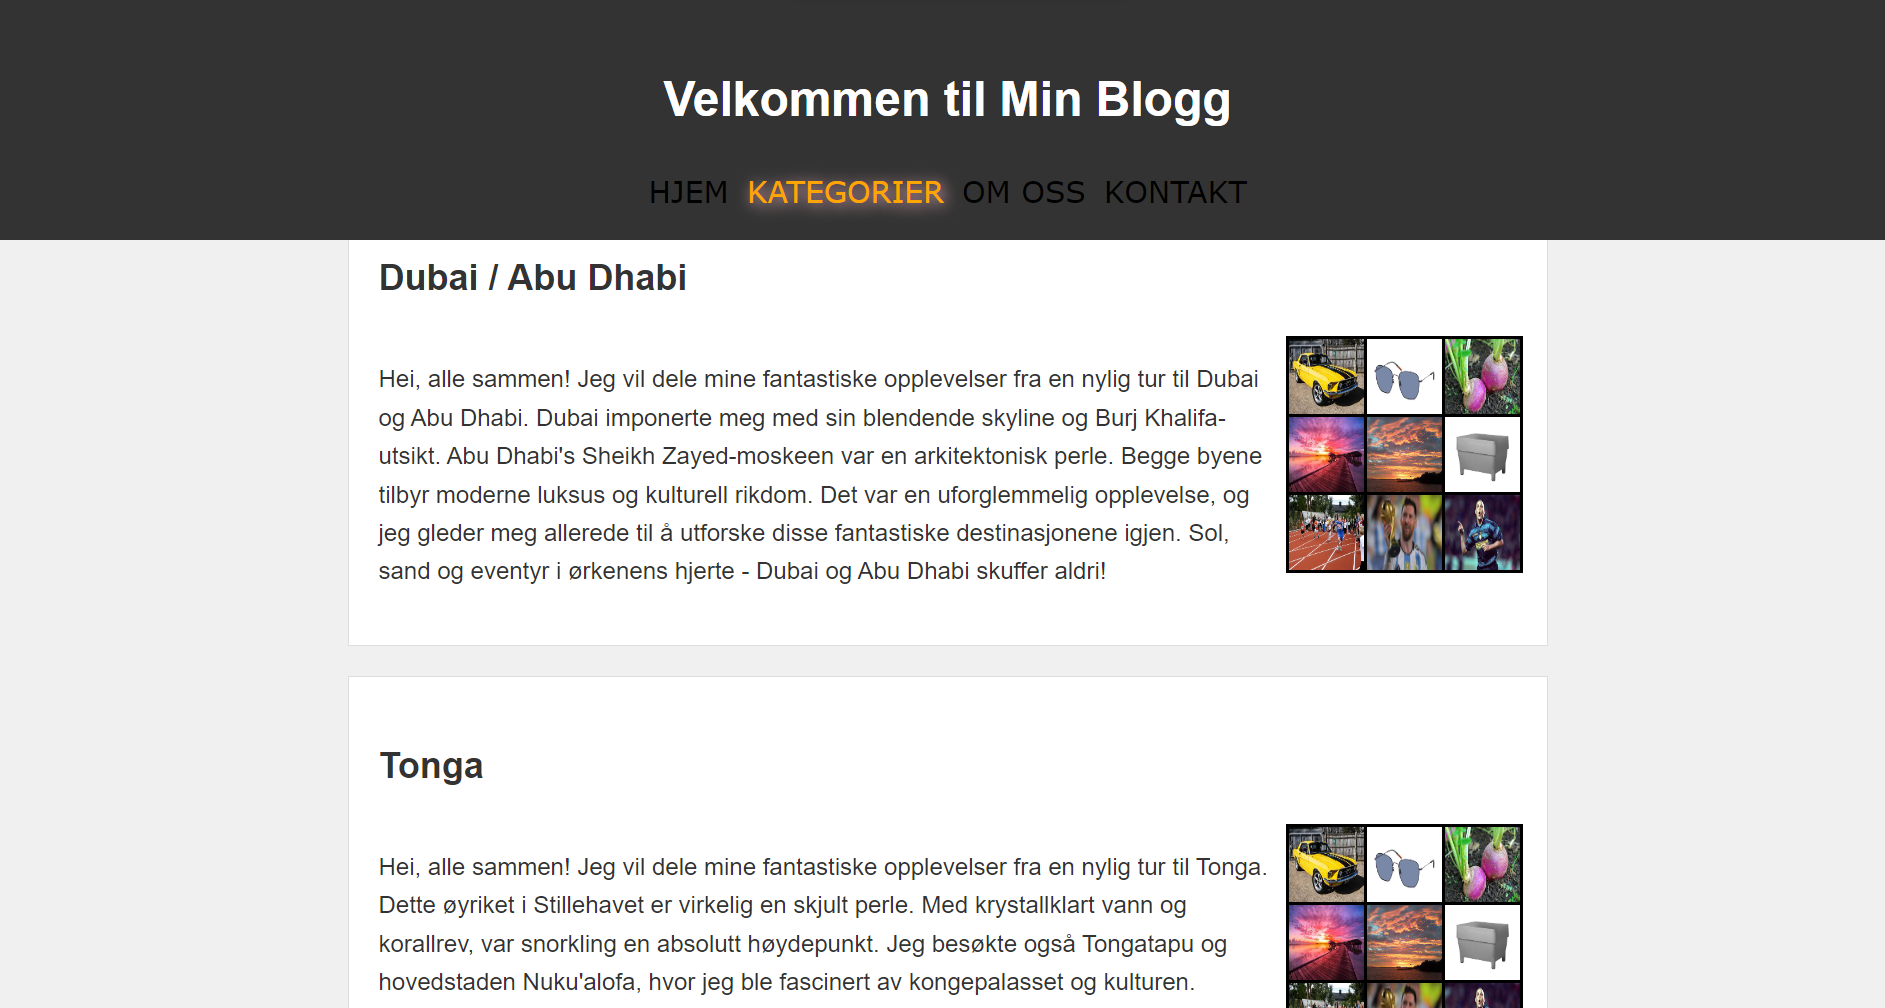 Velkommen til Min Blogg
HJEM KATEGORIER OM OSS KONTAKT
Dubai / Abu Dhabi
Hei, alle sammen! Jeg vil dele mine fantastiske opplevelser fra en nylig tur til Dubai
og Abu Dhabi. Dubai imponerte meg med sin blendende skyline og Burj Khalifa-
utsikt. Abu Dhabi's Sheikh Zayed-moskeen var en arkitektonisk perle. Begge byene
tilbyr moderne luksus og kulturell rikdom. Det var en uforglemmelig opplevelse, og
jeg gleder meg allerede til å utforske disse fantastiske destinasjonene igjen. Sol,
sand og eventyr i ørkenens hjerte - Dubai og Abu Dhabi skuffer aldri!
Tonga
Hei, alle sammen! Jeg vil dele mine fantastiske opplevelser fra en nylig tur til Tonga.
Dette øyriket i Stillehavet er virkelig en skjult perle. Med krystallklart vann og
korallrev, var snorkling en absolutt høydepunkt. Jeg besøkte også Tongatapu og
hovedstaden Nuku'alofa, hvor jeg ble fascinert av kongepalasset og kulturen.